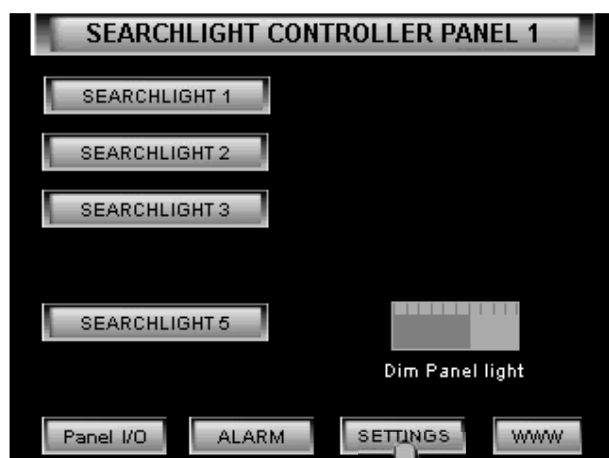 SEARCHLIGHT CONTROLLER PANEL 1
SEARCHLIGHT 1
SEARCHLIGHT 2
SEARCHLIGHT 3
SEARCHLIGHT 5
Dim Panel light
Panel I/O ALARM SETTINGS WWW